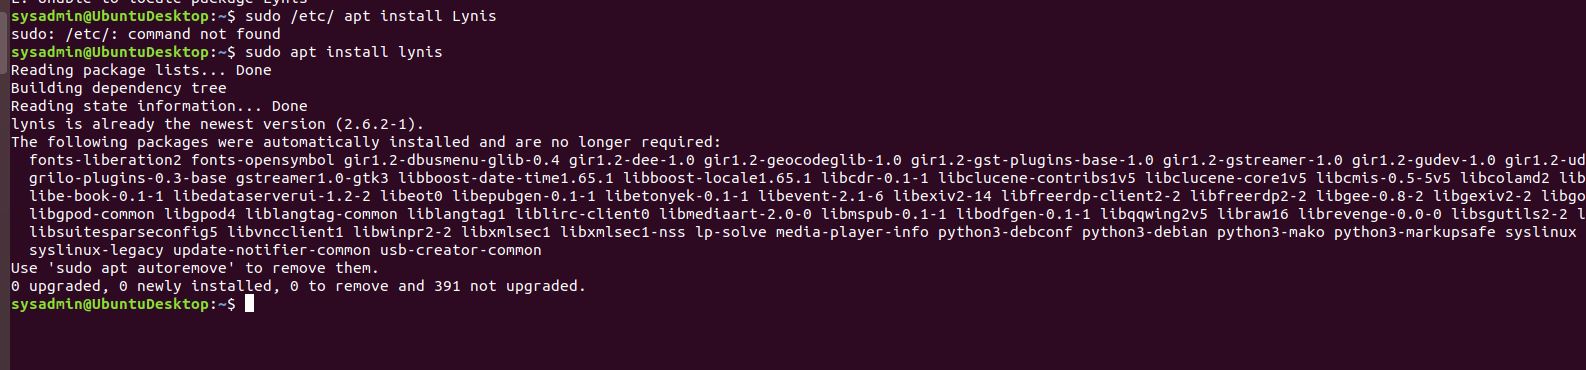 sysadmin@UbuntuDesktop:~$ sudo /etc/ apt install Lynis
sudo: /etc/: command not found
sysadmin@UbuntuDesktop:~$ sudo apt install lynis
Reading package lists... Done
Building dependency tree
Reading state information... Done
lynis is already the newest version (2.6.2-1).
The following packages were automatically installed and are no longer required:
fonts-liberation2 fonts-opensymbol gir1.2-dbusmenu-glib-0.4 gir1.2-dee-1.0 gir1.2-geocodeglib-1.0 gir1.2-gst-plugins-base-1.0 gir1.2-gstreamer-1.0 gir1.2-gudev-1.0 gir1.2-ud
grilo-plugins-0.3-base gstreamer1.0-gtk3 libboost-date-time1.65.1 libboost-locale1.65.1 libcdr-0.1-1 libclucene-contribs1v5 libclucene-core1v5 libcmis-0.5-5v5 libcolamd2 lib
libe-book-0.1-1 libedataserverui-1.2-2 libeot0 libepubgen-0.1-1 libetonyek-0.1-1 libevent-2.1-6 libexiv2-14 libfreerdp-client2-2 libfreerdp2-2 libgee-0.8-2 libgexiv2-2 libgo
libgpod-common libgpod4 liblangtag-common liblangtag1 liblirc-client0 libmediaart-2.0-0 libmspub-0.1-1 libodfgen-0.1-1 libqqwing2v5 libraw16 librevenge-0.0-0 libsgutils2-2 l
libsuitesparseconfig5 libvncclient1 libwinpr2-2 libxmlsec1 libxmlsec1-nss lp-solve media-player-info python3-debconf python3-debian python3-mako python3-markupsafe syslinux
syslinux-legacy update-notifier-common usb-creator-common
Use 'sudo apt autoremove' to remove them.
0 upgraded, 0 newly installed, 0 to remove and 391 not upgraded.
sysadmin@UbuntuDesktop:~$